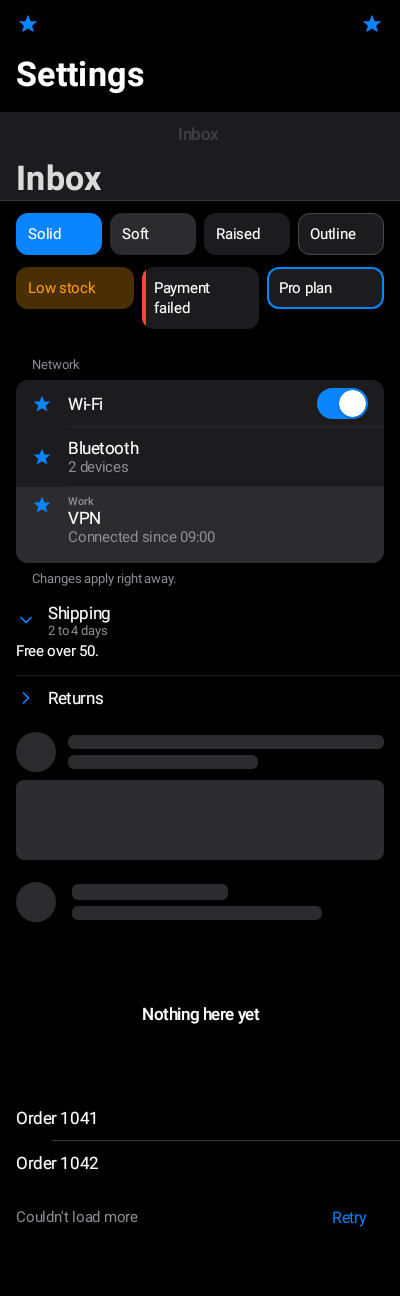 Settings
Inbox
Inbox
Solid
Soft
Raised
Outline
Low stock
Payment
failed
Pro plan
Network
Wi-Fi
Bluetooth
2 devices
Work
VPN
Connected since 09:00
Changes apply right away.
Shipping
2 to 4 days
Free over 50.
Returns
Nothing here yet
Order 1041
Order 1042
Couldn't load more
Retry